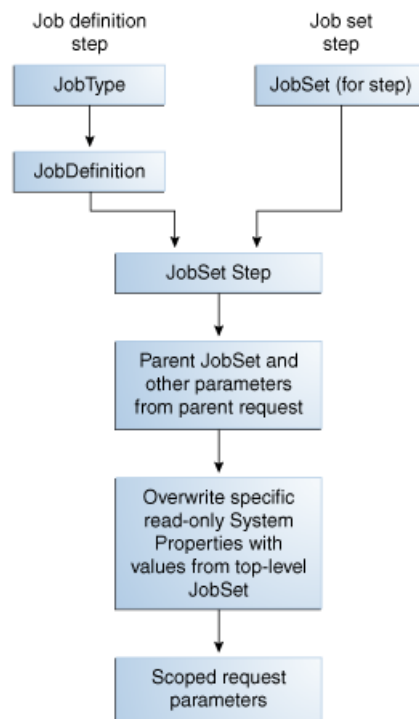 Job definition
step
Job set
step
JobType
JobSet (for step)
JobDefinition
JobSet Step
Parent JobSet and
other parameters
from parent request
Overwrite specific
read-only System
Properties with
values from top-level
JobSet
Scoped request
parameters